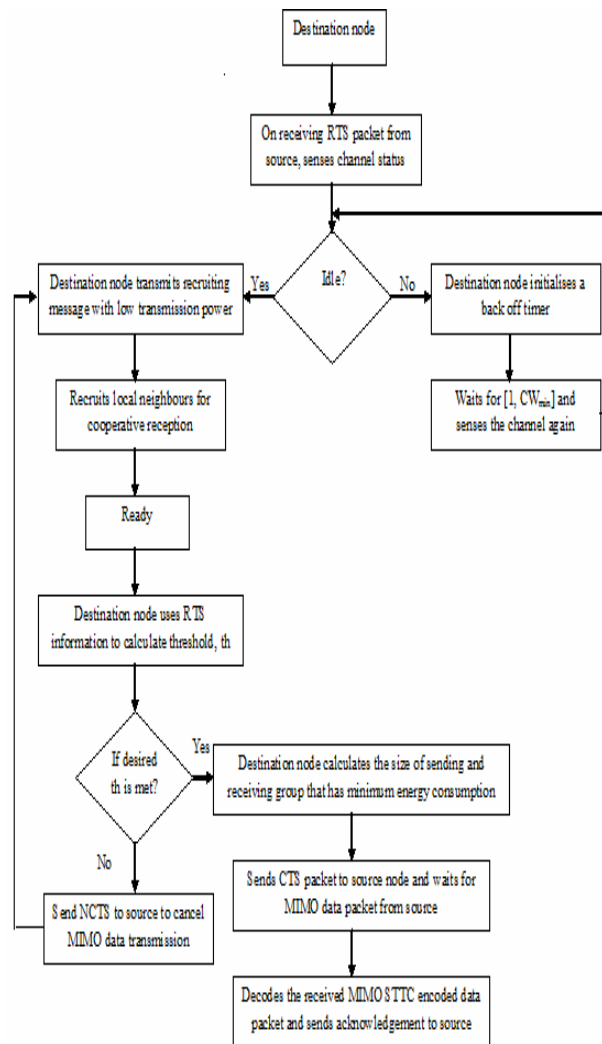 Destination node
On receiving RTS packet from
source, senses channel status
Idle?
Yes
No
Destination node transmits recruiting
message with low transmission power
Destination node initialises a
back off timer
Recruits local neighbours for
cooperative reception
Waits for [1, CWmin] and
senses the channel again
Ready
Destination node uses RTS
information to calculate threshold, th
If desired
th is met?
Yes
Destination node calculates the size of sending and
receiving group that has minimum energy consumption
No
Send NCTS to source to cancel
MIMO data transmission
Sends CTS packet to source node and waits for
MIMO data packet from source
Decodes the received MIMO STTC encoded data
packet and sends acknowledgement to source